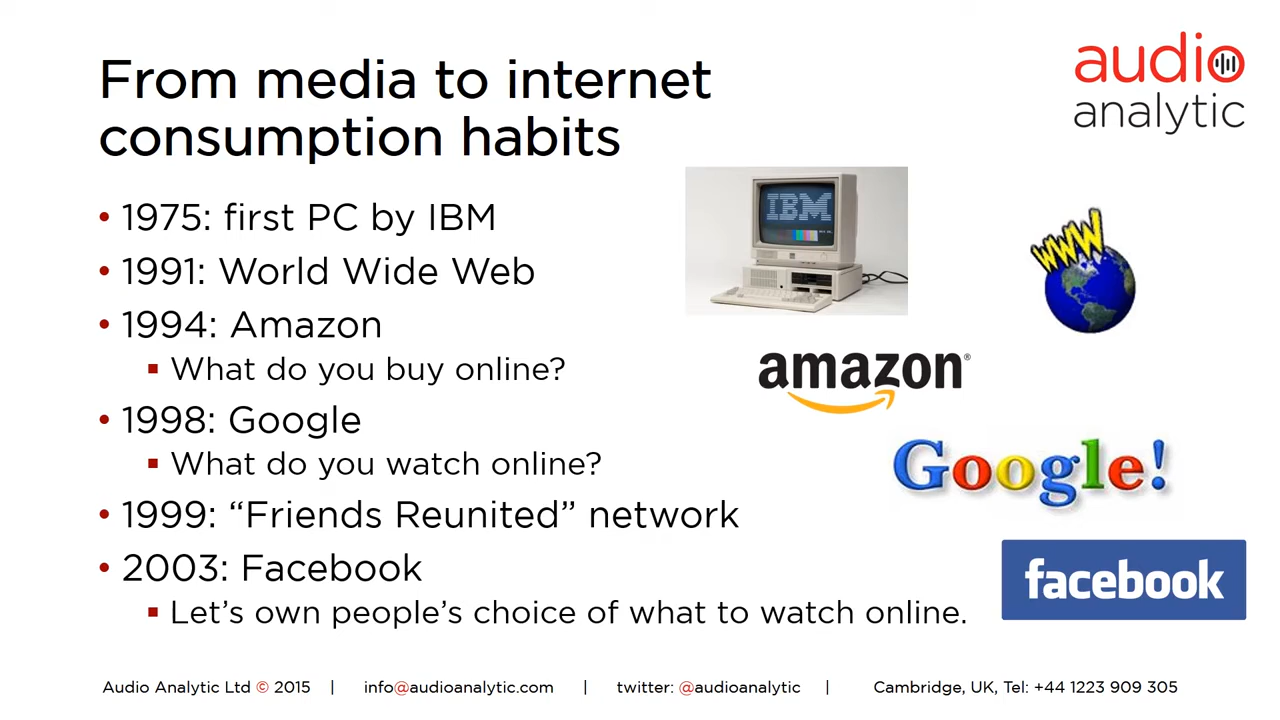 From media to internet
consumption habits
audio
analytic
• 1975: first PC by IBM
IBM
• 1991: World Wide Web
WWW
• 1994: Amazon
▪ What do you buy online?
amazon®
• 1998: Google
▪ What do you watch online?
Google!
• 1999: “Friends Reunited” network
• 2003: Facebook
facebook
▪ Let’s own people’s choice of what to watch online.
Audio Analytic Ltd © 2015 | info@audioanalytic.com | twitter: @audioanalytic | Cambridge, UK, Tel: +44 1223 909 305